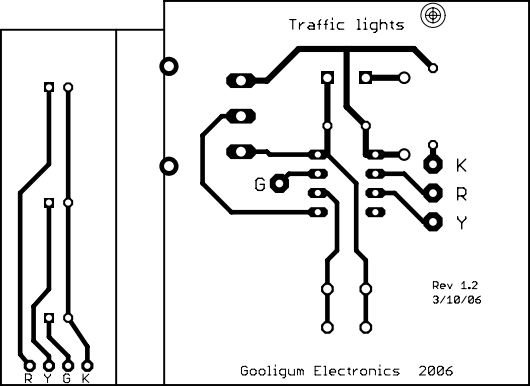 Traffic lights
K
G
R
Y
Rev 1.2
3/10/06
Gooligum Electronics 2006
R Y G K